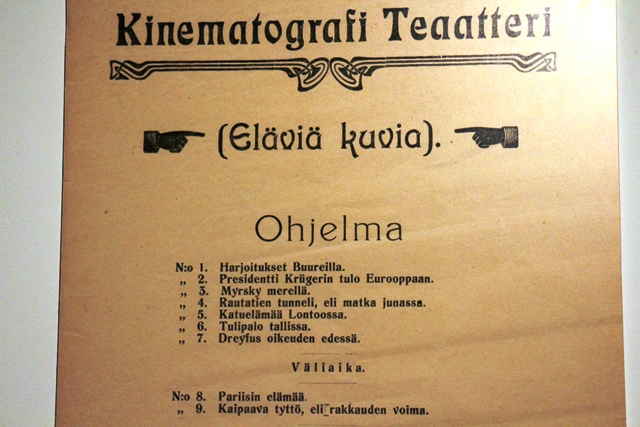 Kinematografi Teaatteri
(Eläviä kuvia).
Ohjelma
N:o 1. Harjoitukset Buureilla.
„ 2. Presidentti Krügerin tulo Eurooppaan.
„ 3. Myrsky merellä.
„ 4. Rautatien tunneli, eli matka junassa.
„ 5. Katuelämää Lontoossa.
„ 6. Tulipalo tallissa.
„ 7. Dreyfus oikeuden edessä.
Väliaika.
N:o 8. Pariisin elämää.
„ 9. Kaipaava tyttö, eli rakkauden voima.